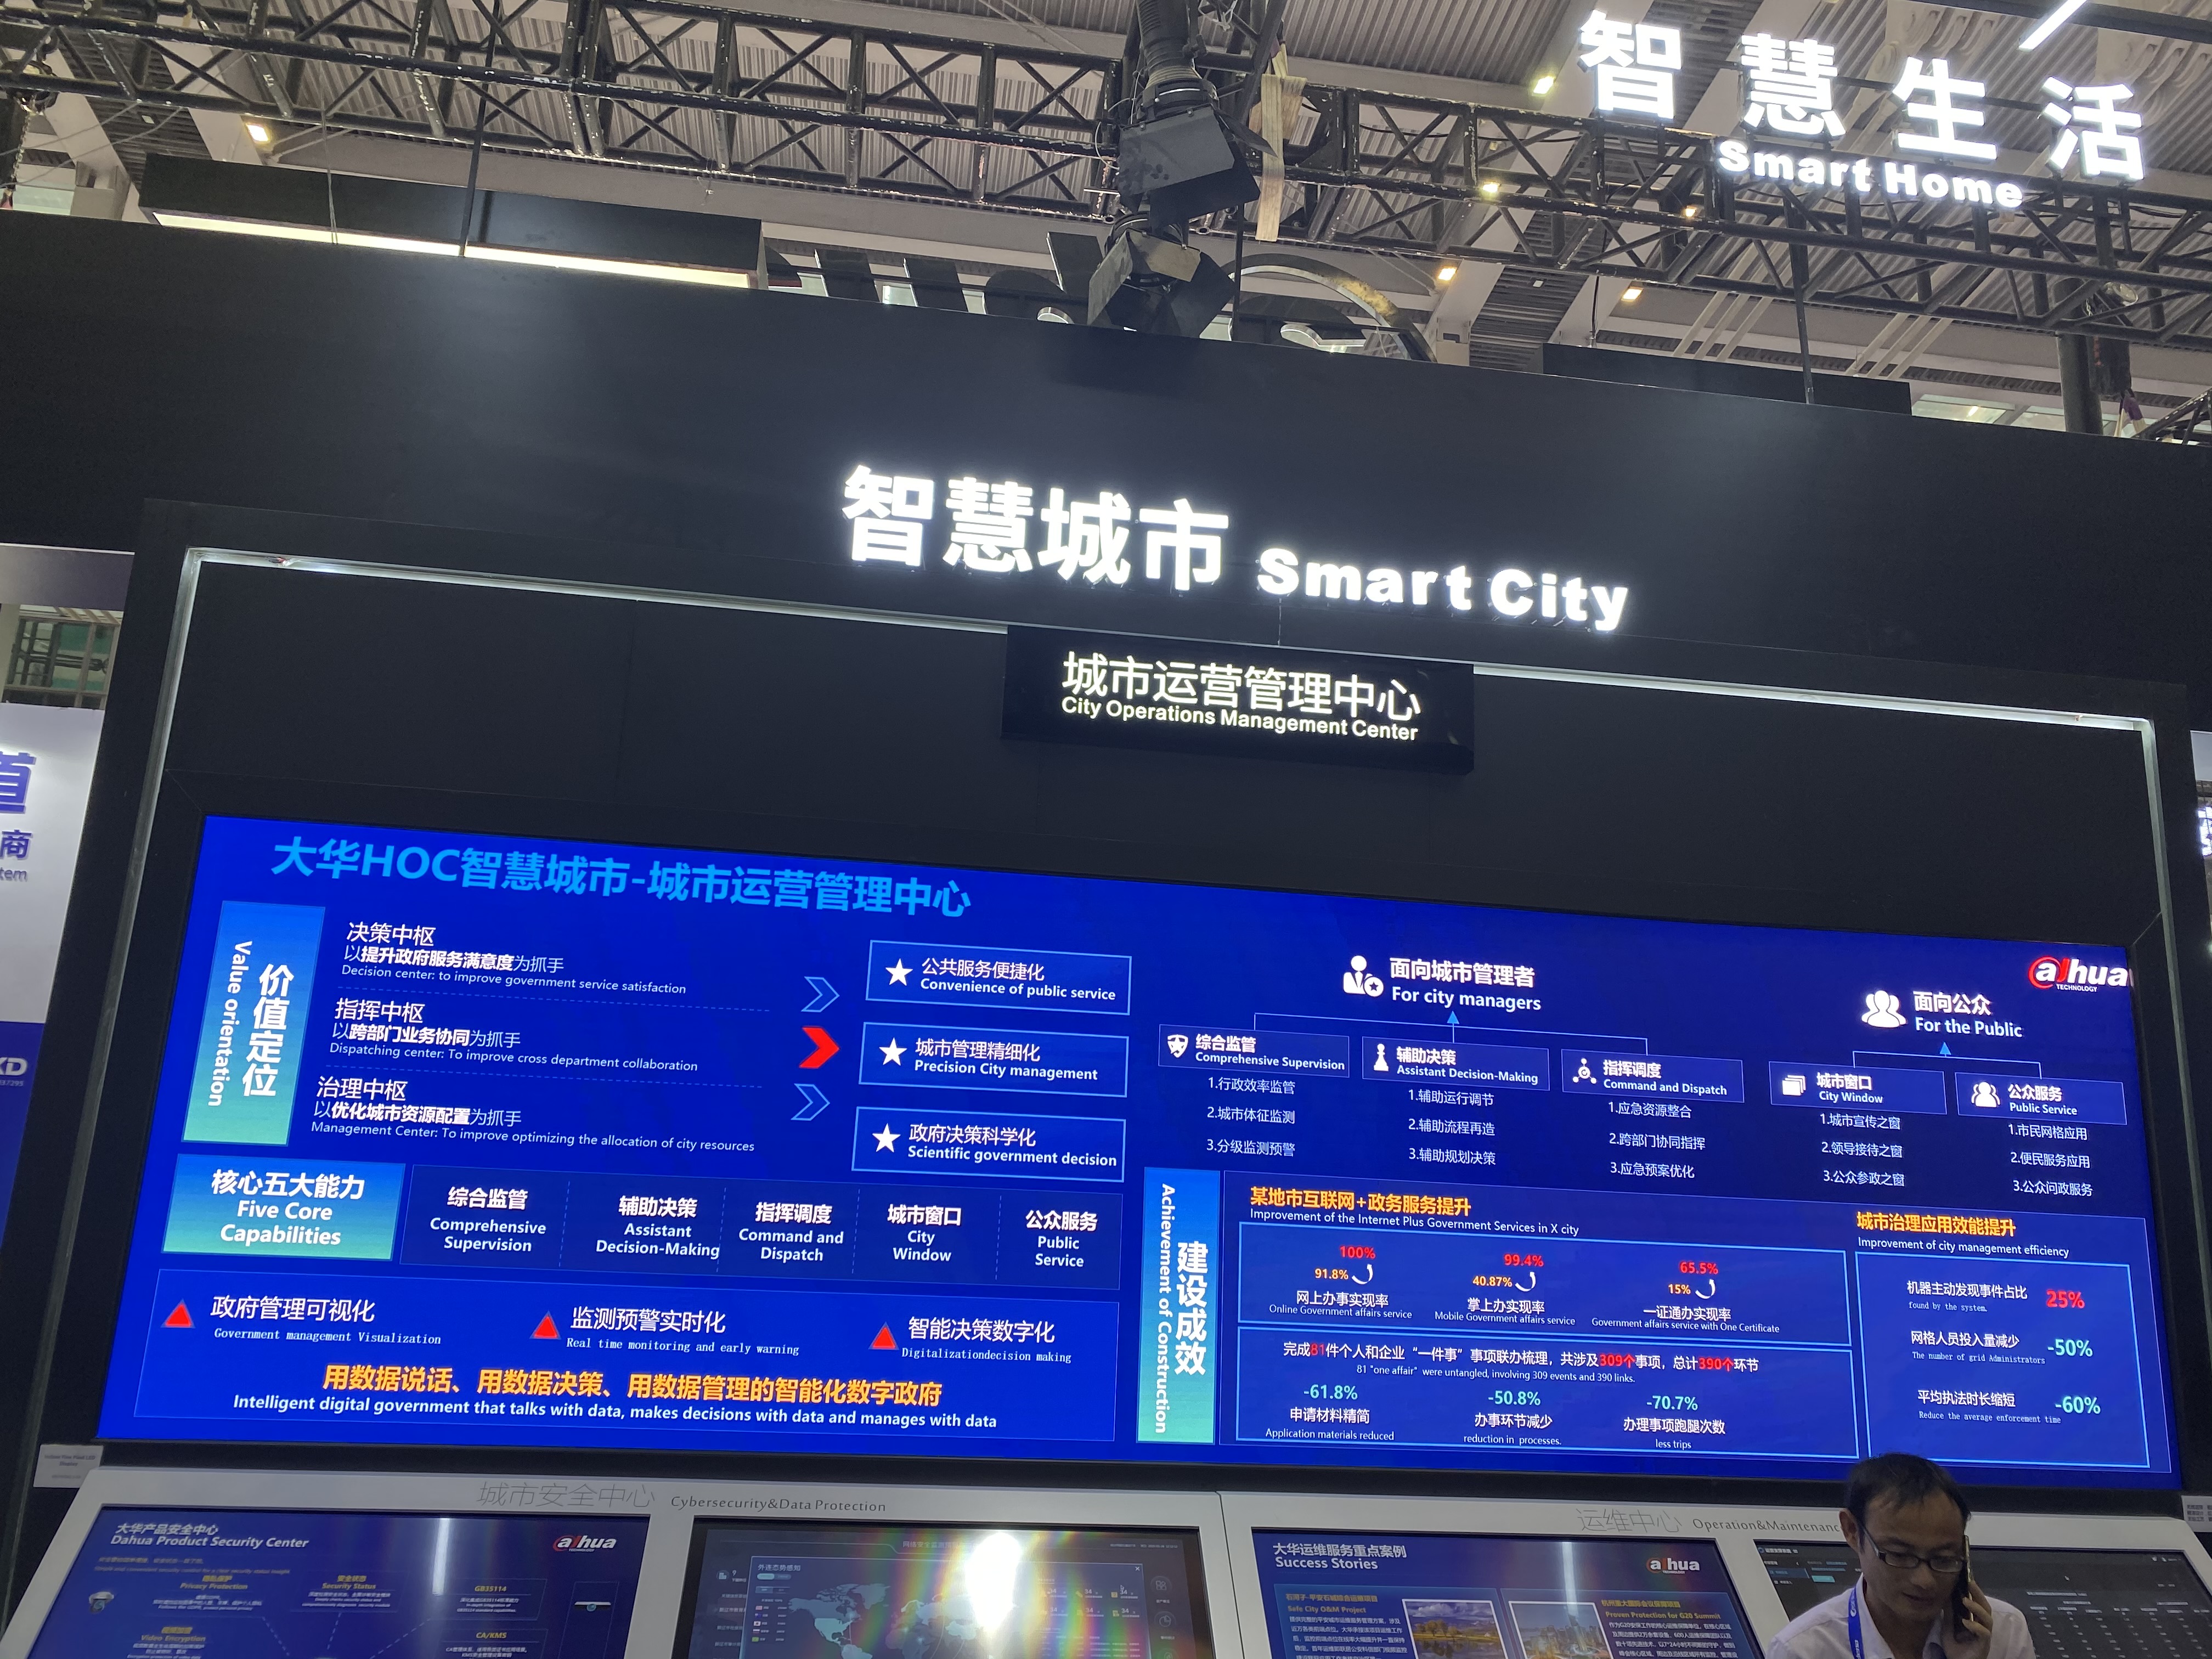 智慧生活
Smart Home
智慧城市 Smart City
城市运营管理中心
City Operations Management Center
大华HOC智慧城市-城市运营管理中心
alhua
TECHNOLOGY
价值定位
Value orientation
决策中枢
以提升政府服务满意度为抓手
Decision center: to improve government service satisfaction
指挥中枢
以跨部门业务协同为抓手
Dispatching center: To improve cross department collaboration
治理中枢
以优化城市资源配置为抓手
Management Center: To improve optimizing the allocation of city resources
公共服务便捷化
Convenience of public service
城市管理精细化
Precision City management
政府决策科学化
Scientific government decision
核心五大能力
Five Core
Capabilities
综合监管
Comprehensive
Supervision
辅助决策
Assistant
Decision-Making
指挥调度
Command and
Dispatch
城市窗口
City
Window
公众服务
Public
Service
政府管理可视化
Government management Visualization
监测预警实时化
Real time monitoring and early warning
智能决策数字化
Digitalizationdecision making
用数据说话、用数据决策、用数据管理的智能化数字政府
Intelligent digital government that talks with data, makes decisions with data and manages with data
面向城市管理者
For city managers
综合监管
Comprehensive Supervision
1.行政效率监管
2.城市体征监测
3.分级监测预警
辅助决策
Assistant Decision-Making
1.辅助运行调节
2.辅助流程再造
3.辅助规划决策
指挥调度
Command and Dispatch
1.应急资源整合
2.跨部门协同指挥
3.应急预案优化
面向公众
For the Public
城市窗口
City Window
1.城市宣传之窗
2.领导接待之窗
3.公众参政之窗
公众服务
Public Service
1.市民网格应用
2.便民服务应用
3.公众问政服务
建设成效
Achievement of Construction
某地市互联网+政务服务提升
Improvement of the Internet Plus Government Services in X city
100%
91.8%
网上办事实现率
Online Government affairs service
99.4%
40.87%
掌上办实现率
Mobile Government affairs service
65.5%
15%
一证通办实现率
Government affairs service with One Certificate
完成81件个人和企业“一件事”事项联办梳理，共涉及309个事项，总计390个环节
81 "one affair" were untangled, involving 309 events and 390 links.
-61.8%
申请材料精简
Application materials reduced
-50.8%
办事环节减少
reduction in processes.
-70.7%
办理事项跑腿次数
less trips
城市治理应用效能提升
Improvement of city management efficiency
机器主动发现事件占比 25%
found by the system.
网格人员投入量减少 -50%
The number of grid Administrators
平均执法时长缩短 -60%
Reduce the average enforcement time
城市安全中心 Cybersecurity&Data Protection
运维中心 Operation&Maintenanc
大华产品安全中心
Dahua Product Security Center
alhua
Privacy Protection
安全状态
Security Status
GB35114
Video Encryption
CA/KMS
外连态势感知
大华运维服务重点案例
Success Stories
alhua
Safe City O&M Project
Proven Protection for G20 Summit
商
tem